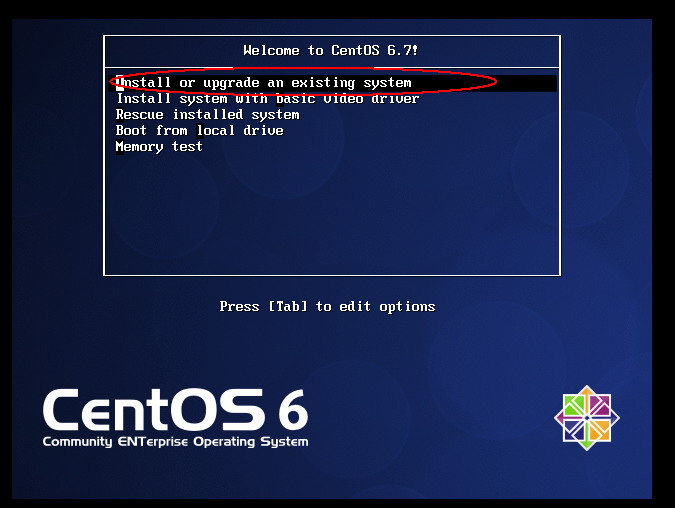 Welcome to CentOS 6.7!
Install or upgrade an existing system
Install system with basic video driver
Rescue installed system
Boot from local drive
Memory test
Press [Tab] to edit options
CentOS 6
Community ENTerprise Operating System